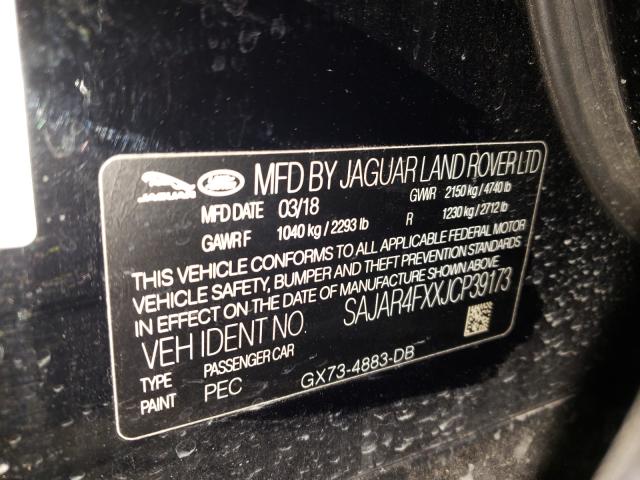 JAGUAR LAND ROVER MFD BY JAGUAR LAND ROVER LTD
MFD DATE 03/18 GVWR 2150 kg / 4740 lb
GAWR F 1040 kg / 2293 lb R 1230 kg / 2712 lb
THIS VEHICLE CONFORMS TO ALL APPLICABLE FEDERAL MOTOR
VEHICLE SAFETY, BUMPER AND THEFT PREVENTION STANDARDS
IN EFFECT ON THE DATE OF MANUFACTURE SHOWN ABOVE
VEH IDENT NO. SAJAR4FXXJCP39173
TYPE PASSENGER CAR
PAINT PEC GX73-4883-DB